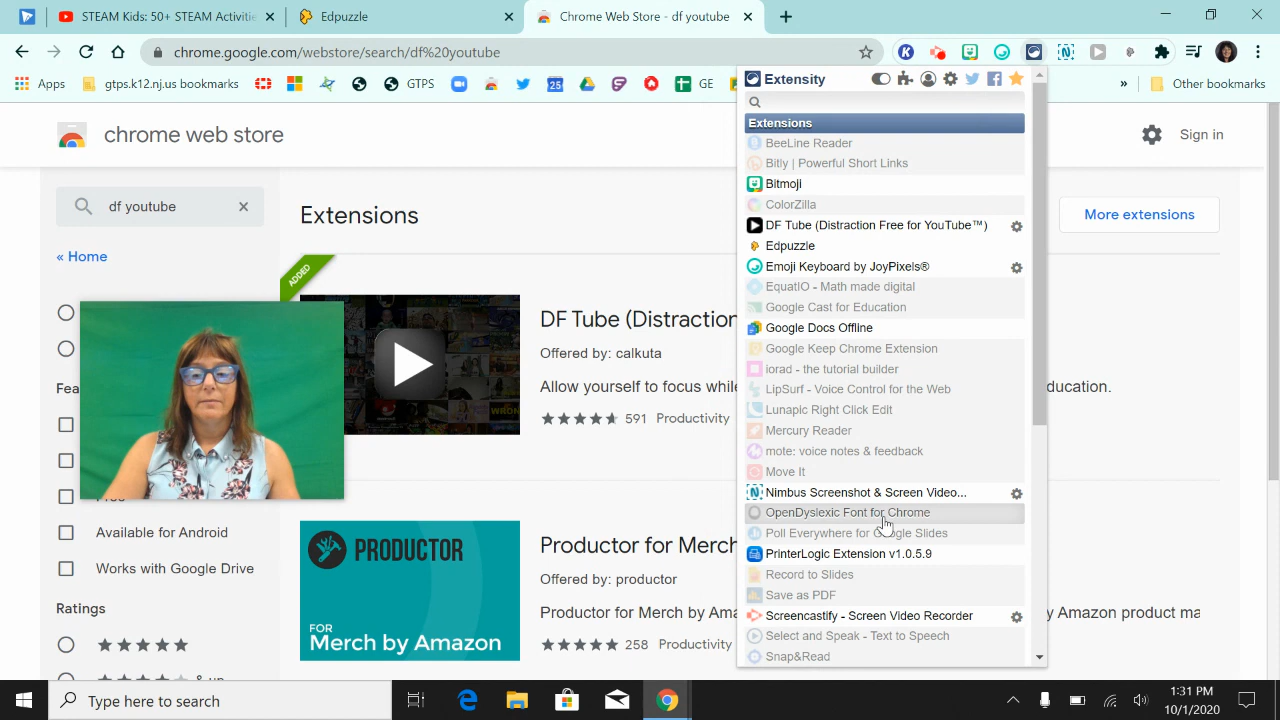 STEAM Kids: 50+ STEAM Activitie
Edpuzzle
Chrome Web Store - df youtube
chrome.google.com/webstore/search/df%20youtube
Apps
gtps.k12.nj.us bookmarks
GTPS
GE
»
Other bookmarks
chrome web store
Sign in
df youtube
« Home
Extensions
More extensions
ADDED
DF Tube (Distraction
Offered by: calkuta
Allow yourself to focus while
ducation.
591 Productivity
Fea
Available for Android
Works with Google Drive
Ratings
& up
PRODUCTOR
FOR
Merch by Amazon
Productor for Merch
Offered by: productor
Productor for Merch by Ama
y Amazon product ma
258 Productivity
Extensity
Extensions
BeeLine Reader
Bitly | Powerful Short Links
Bitmoji
ColorZilla
DF Tube (Distraction Free for YouTube™)
Edpuzzle
Emoji Keyboard by JoyPixels®
EquatIO - Math made digital
Google Cast for Education
Google Docs Offline
Google Keep Chrome Extension
iorad - the tutorial builder
LipSurf - Voice Control for the Web
Lunapic Right Click Edit
Mercury Reader
mote: voice notes & feedback
Move It
Nimbus Screenshot & Screen Video...
OpenDyslexic Font for Chrome
Poll Everywhere for Google Slides
PrinterLogic Extension v1.0.5.9
Record to Slides
Save as PDF
Screencastify - Screen Video Recorder
Select and Speak - Text to Speech
Snap&Read
Type here to search
1:31 PM
10/1/2020